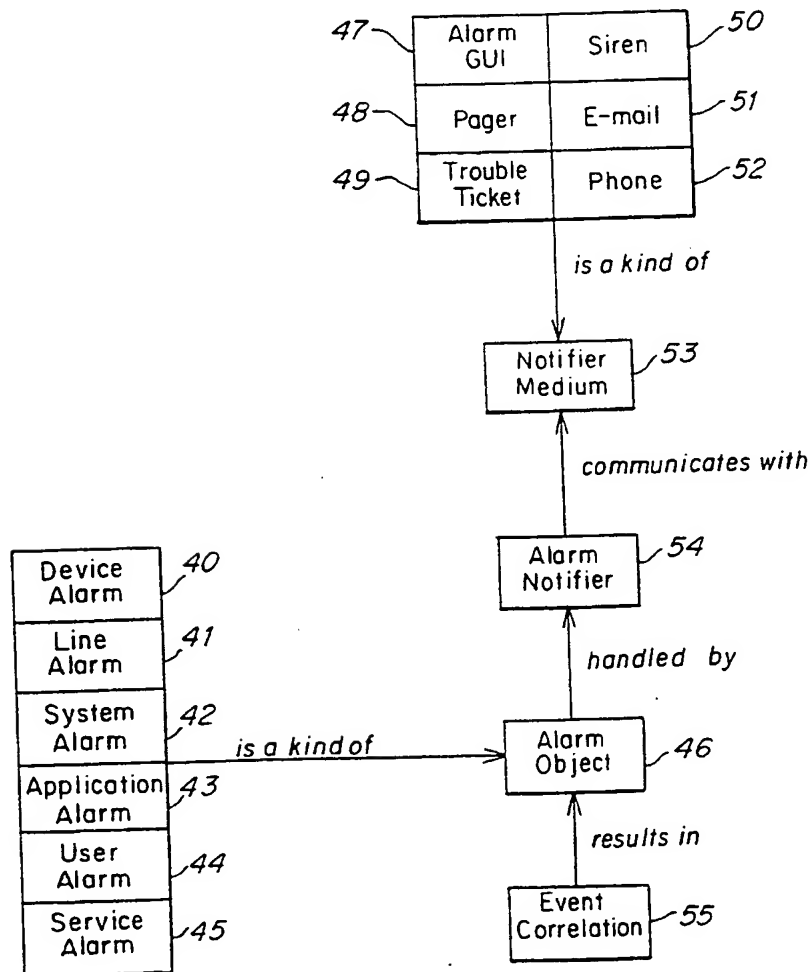 47
Alarm
GUI
Siren
50
48
Pager
E-mail
51
49
Trouble
Ticket
Phone
52
is a kind of
Notifier
Medium
53
communicates with
Alarm
Notifier
54
handled by
Device
Alarm
40
Line
Alarm
41
System
Alarm
42
Application
Alarm
43
User
Alarm
44
Service
Alarm
45
is a kind of
Alarm
Object
46
results in
Event
Correlation
55